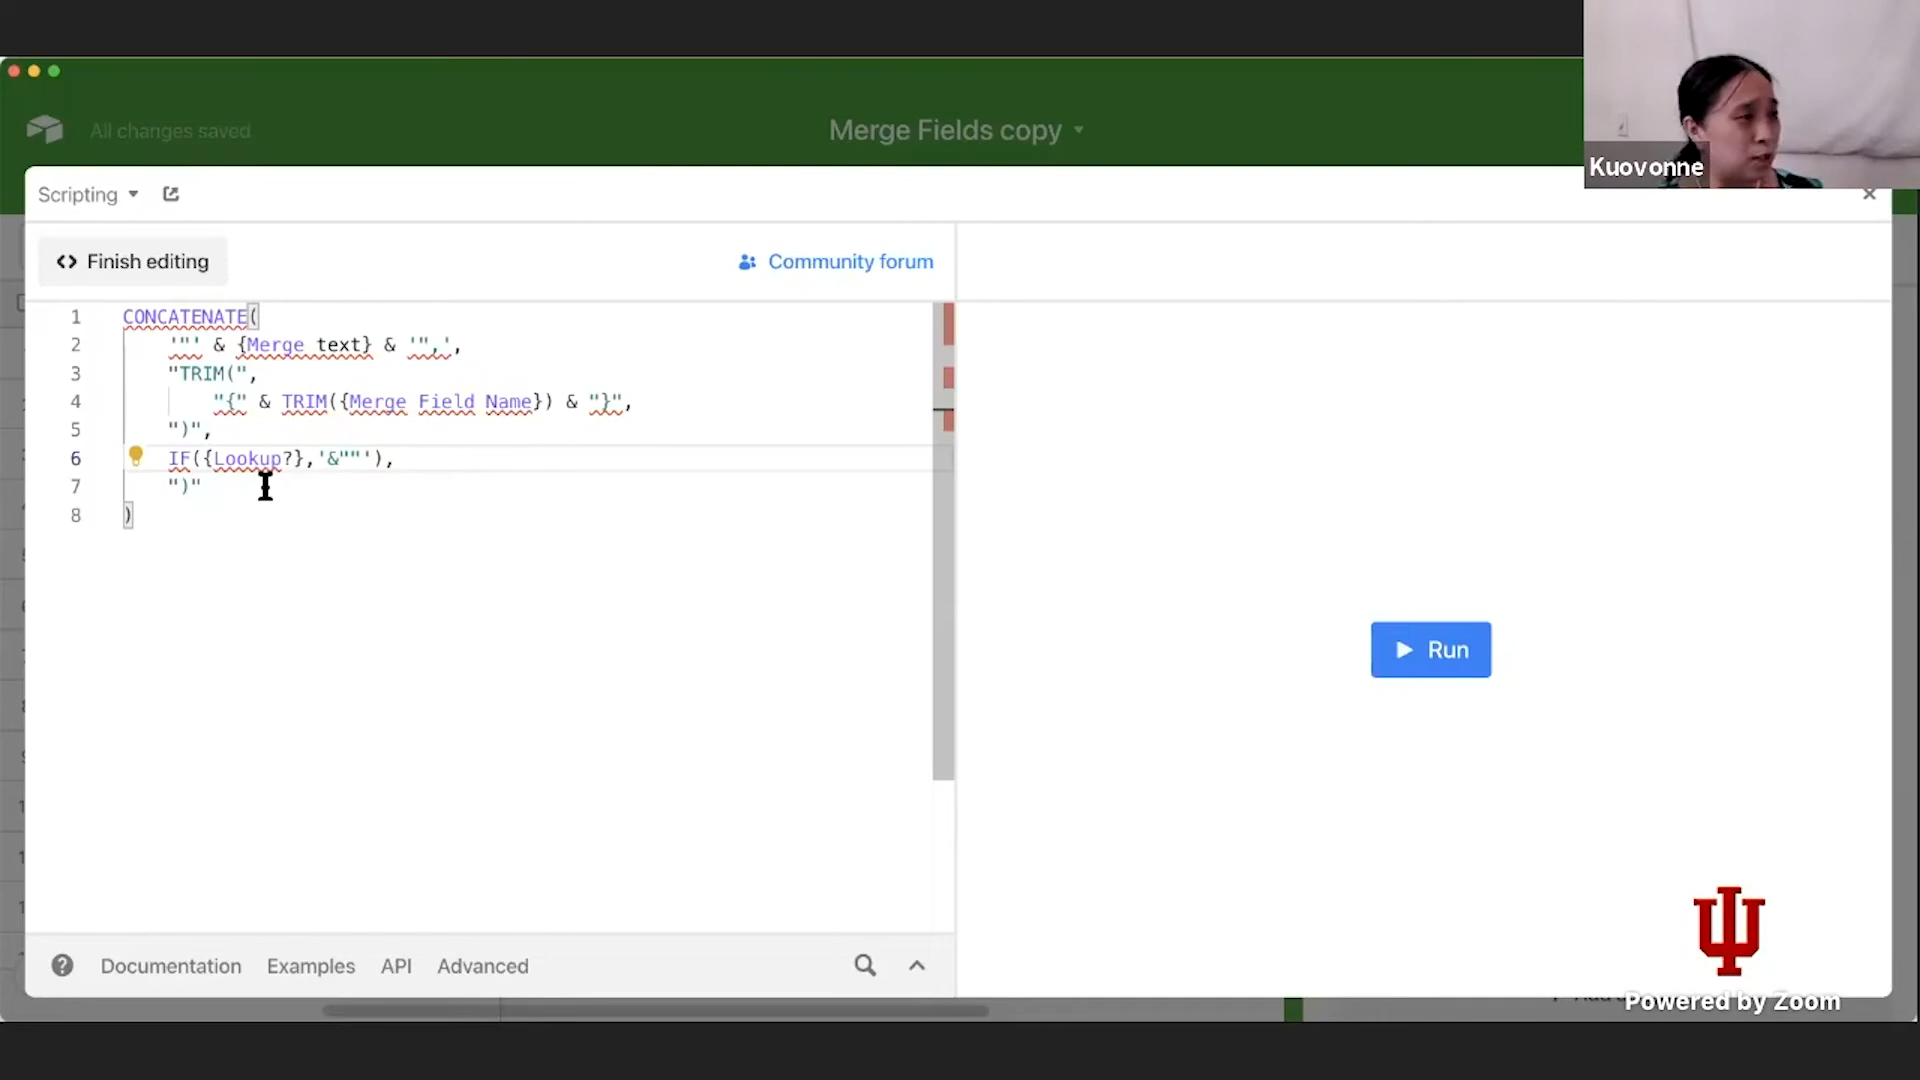 All changes saved
Merge Fields copy
Kuovonne
Scripting
Finish editing
Community forum
1 CONCATENATE(
2 '"' & {Merge text} & '",',
3 "TRIM(",
4 "{" & TRIM({Merge Field Name}) & "}",
5 ")",
6 IF({Lookup?},'&""'),
7 ")"
8 )
Run
Documentation
Examples
API
Advanced
Powered by Zoom